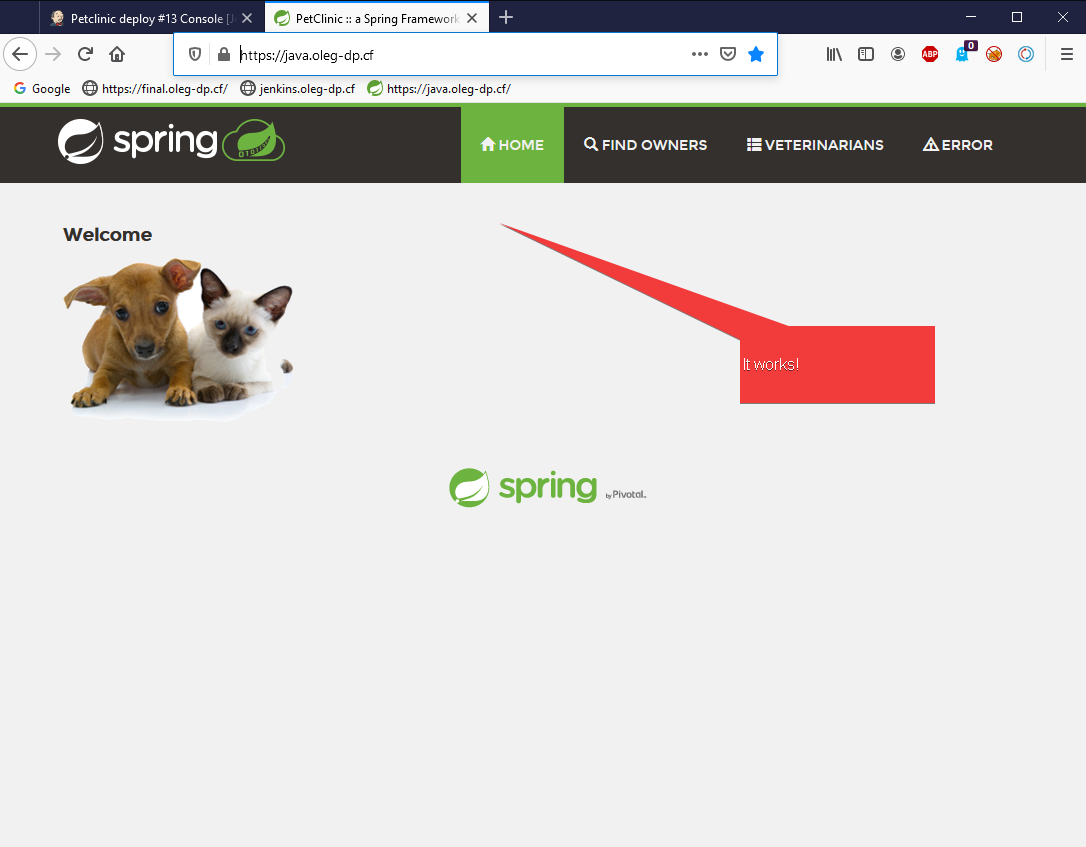 Petclinic deploy #13 Console [J
PetClinic :: a Spring Framework
https://java.oleg-dp.cf
ABP
0
Google
https://final.oleg-dp.cf/
jenkins.oleg-dp.cf
https://java.oleg-dp.cf/
spring
HOME
FIND OWNERS
VETERINARIANS
ERROR
Welcome
It works!
spring by Pivotal.